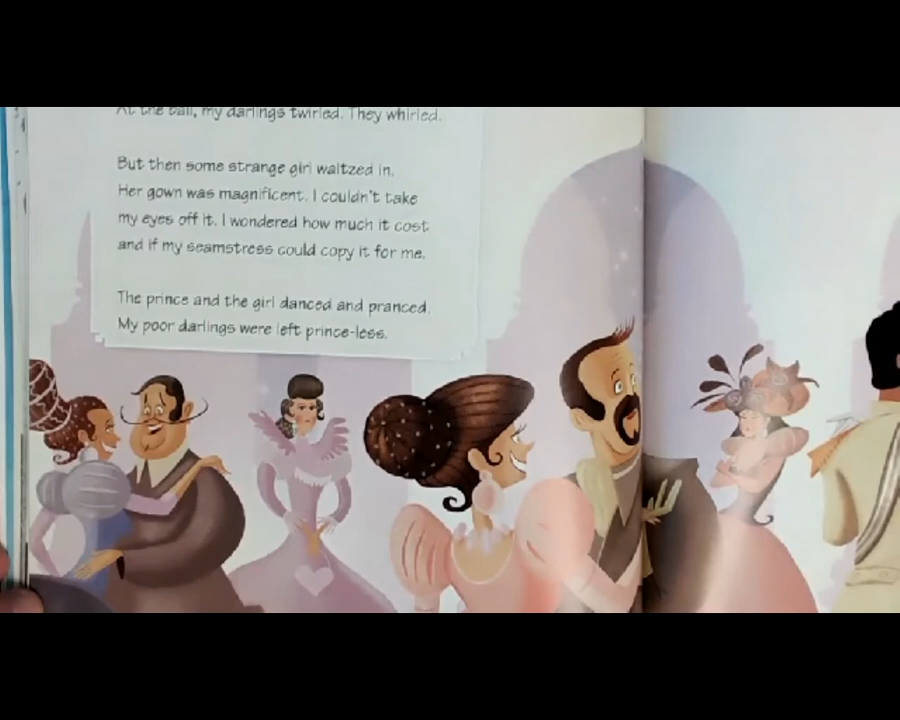 At the ball, my darlings twirled. They whirled.
But then some strange girl waltzed in.
Her gown was magnificent. I couldn't take
my eyes off it. I wondered how much it cost
and if my seamstress could copy it for me.
The prince and the girl danced and pranced.
My poor darlings were left prince-less.